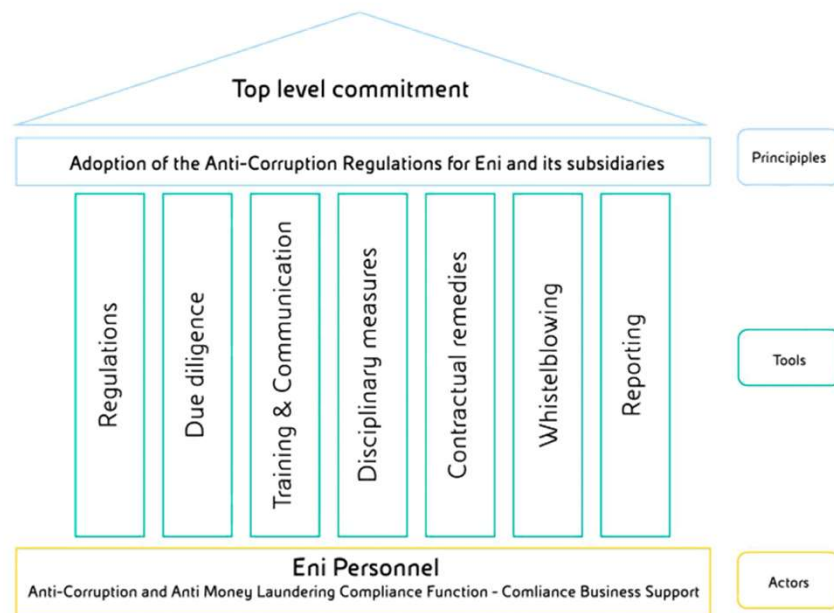 Top level commitment
Adoption of the Anti-Corruption Regulations for Eni and its subsidiaries
Principiples
Regulations
Due diligence
Training & Communication
Disciplinary measures
Contractual remedies
Whistelblowing
Reporting
Tools
Eni Personnel
Anti-Corruption and Anti Money Laundering Compliance Function - Comliance Business Support
Actors